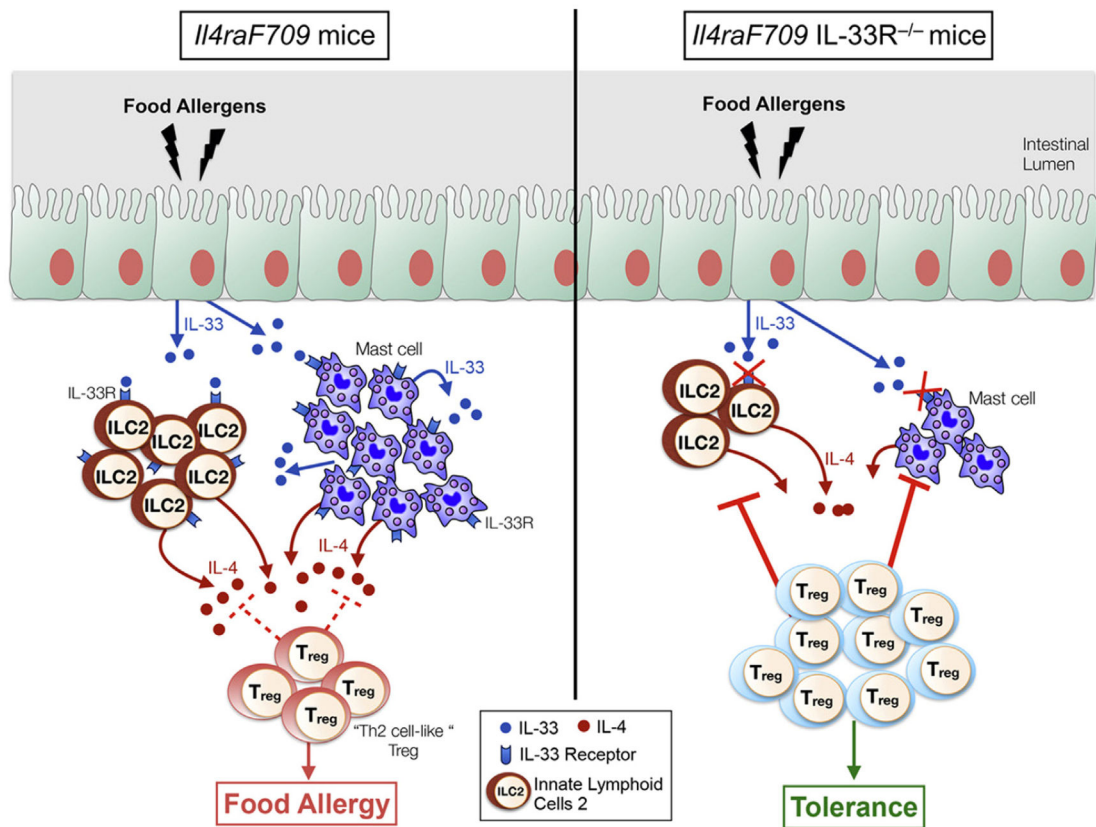 Il4raF709 mice
Food Allergens
IL-33
Mast cell
IL-33
IL-33R
ILC2
ILC2
ILC2
ILC2
ILC2
ILC2
IL-33R
IL-4
IL-4
Treg
Treg
Treg
Treg
"Th2 cell-like “
Treg
Food Allergy
Il4raF709 IL-33R–/– mice
Food Allergens
Intestinal
Lumen
IL-33
ILC2
ILC2
ILC2
Mast cell
IL-4
Treg
Treg
Treg
Treg
Treg
Treg
Treg
Treg
Treg
Tolerance
IL-33
IL-4
IL-33 Receptor
ILC2
Innate Lymphoid
Cells 2